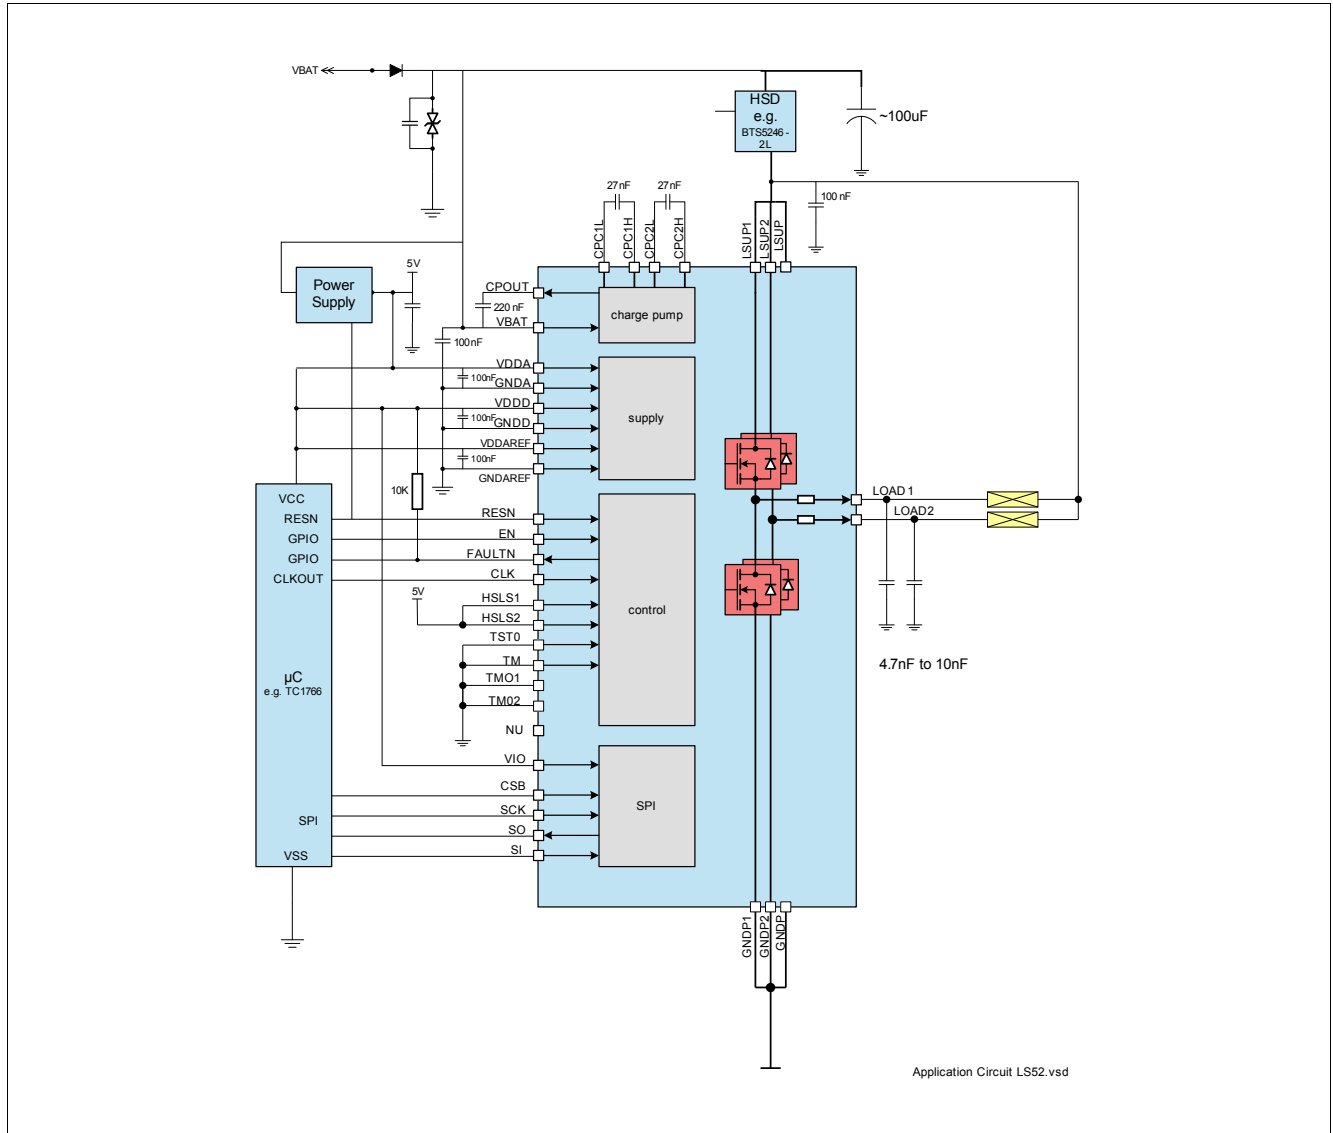 VBAT
HSD
e.g.
BTS5246 -
2L
~100uF
27nF
27nF
100 nF
CPC1L
CPC1H
CPC2L
CPC2H
LSUP1
LSUP2
LSUP
5V
Power
Supply
CPOUT
220 nF
VBAT
100nF
charge pump
VDDA
100nF
GNDA
VDDD
100nF
GNDD
VDDAREF
100nF
GNDAREF
supply
10K
VCC
RESN
GPIO
GPIO
CLKOUT
µC
e.g. TC1766
SPI
VSS
RESN
EN
FAULTN
CLK
5V
HSLS1
HSLS2
TST0
TM
TMO1
TM02
NU
control
VIO
CSB
SCK
SO
SI
SPI
LOAD 1
LOAD2
4.7nF to 10nF
GNDP1
GNDP2
GNDP
Application Circuit LS52.vsd